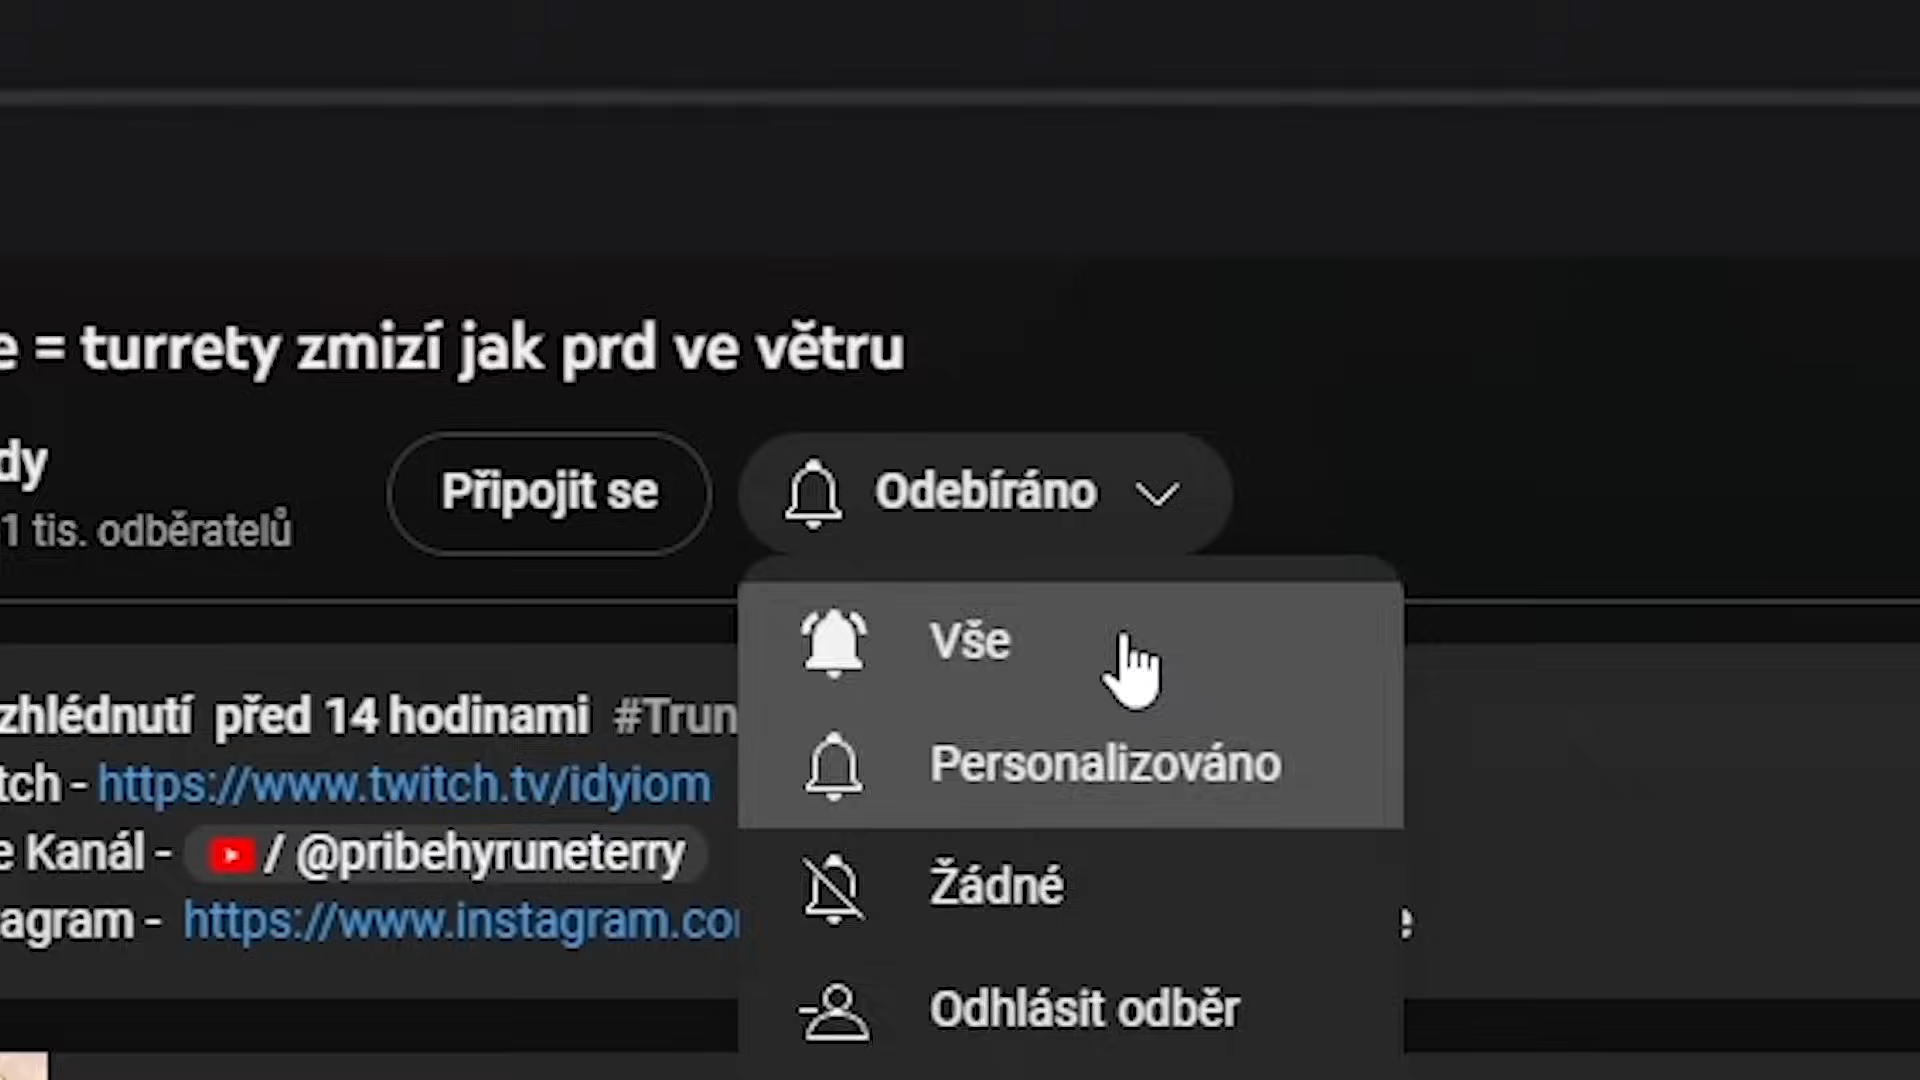 e = turrety zmizí jak prd ve větru
dy
Připojit se
Odebíráno
1 tis. odběratelů
Vše
Personalizováno
Žádné
Odhlásit odběr
zhlédnutí před 14 hodinami #Trun
tch - https://www.twitch.tv/idyiom
e Kanál - / @pribehyruneterry
agram - https://www.instagram.co
e